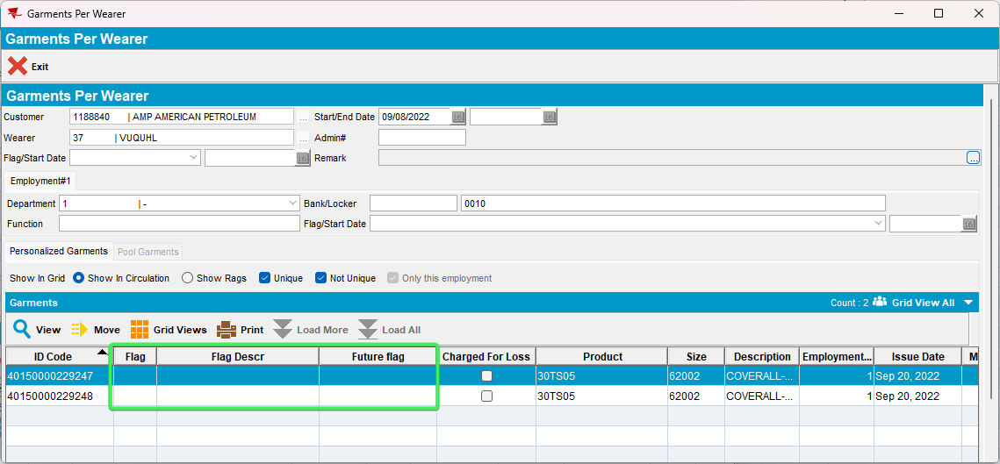 Garments Per Wearer
Garments Per Wearer
Exit
Garments Per Wearer
Customer 1188840 | AMP AMERICAN PETROLEUM ... Start/End Date 09/08/2022 16 16
Wearer 37 | VUQUHL ... Admin#
Flag/Start Date 16 Remark ...
Employment#1
Department 1 | - Bank/Locker 0010
Function Flag/Start Date 16
Personalized Garments Pool Garments
Show In Grid Show In Circulation Show Rags Unique Not Unique Only this employment
Garments Count : 2 Grid View All
View Move Grid Views Print Load More Load All
ID Code Flag Flag Descr Future flag Charged For Loss Product Size Description Employment... Issue Date M
40150000229247 30TS05 62002 COVERALL-... 1 Sep 20, 2022
40150000229248 30TS05 62002 COVERALL-... 1 Sep 20, 2022